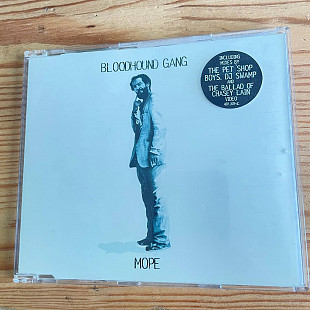 BLOODHOUND GANG
INCLUDING
MIXES BY
THE PET SHOP
BOYS, DJ SWAMP
AND
THE BALLAD OF
CHASEY LAIN
VIDEO
MOPE